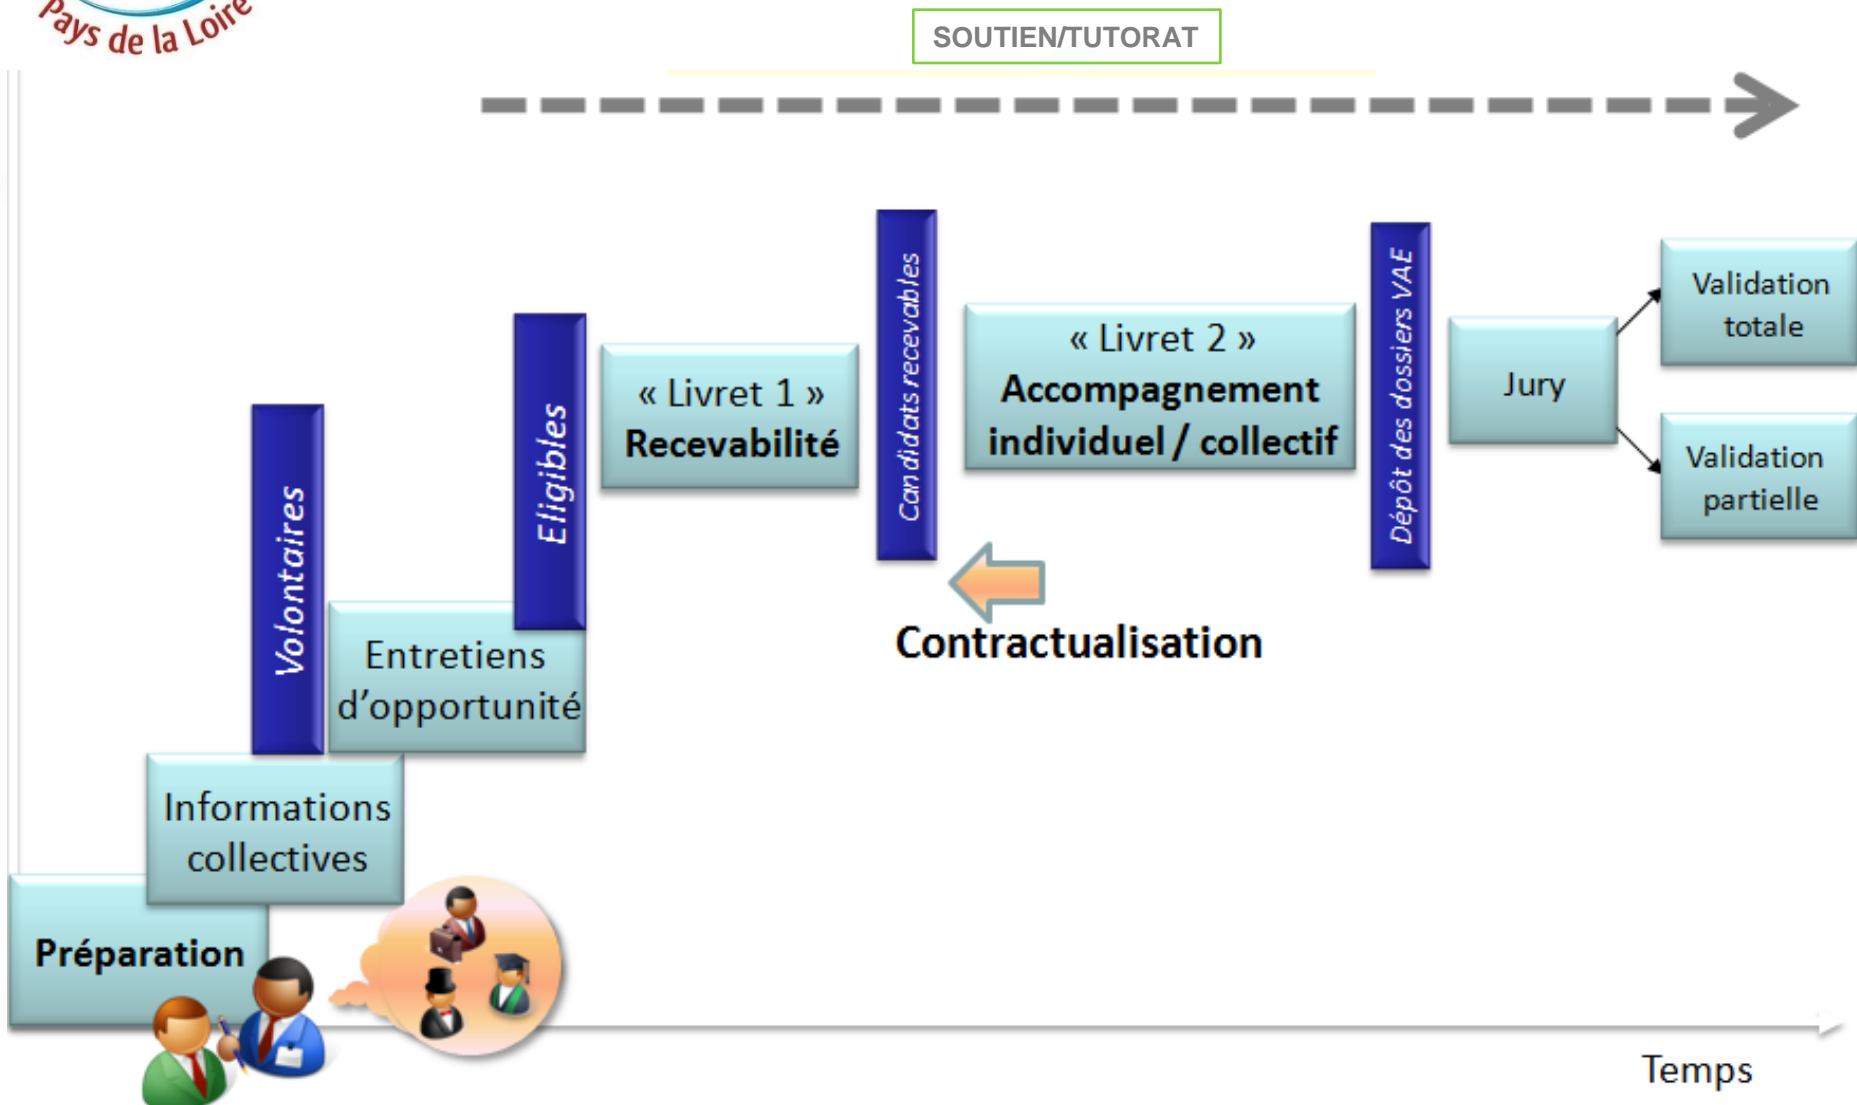 Pays de la Loire
SOUTIEN/TUTORAT
Préparation
Informations
collectives
Volontaires
Entretiens
d’opportunité
Eligibles
« Livret 1 »
Recevabilité
Candidats recevables
Contractualisation
« Livret 2 »
Accompagnement
individuel / collectif
Dépôt des dossiers VAE
Jury
Validation
totale
Validation
partielle
Temps